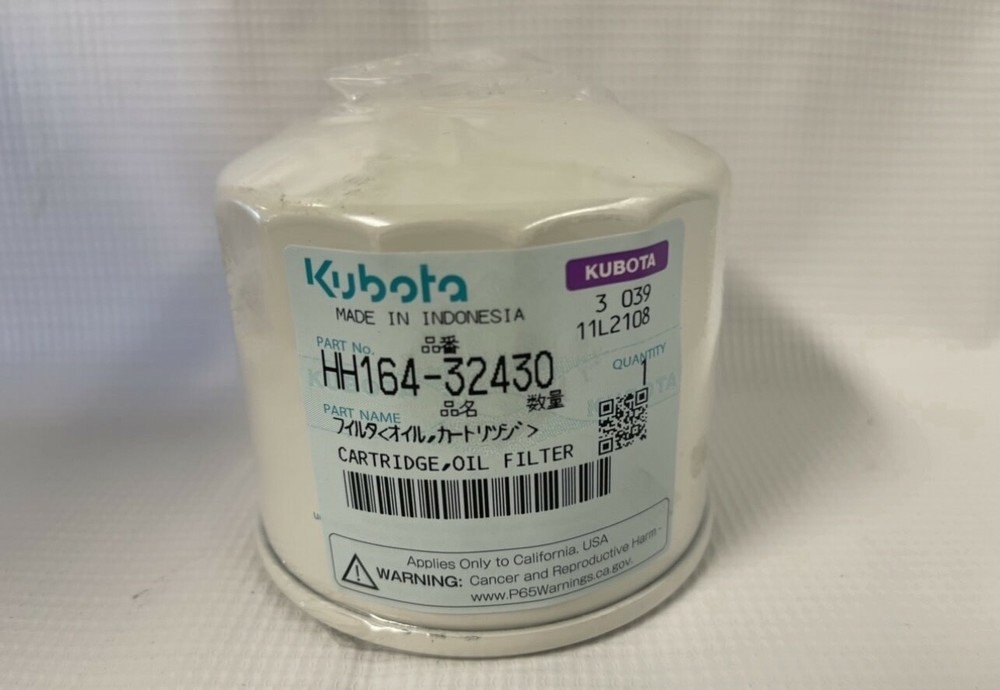 Kubota
KUBOTA
MADE IN INDONESIA
3 039
11L2108
PART No. 品番
HH164-32430
QUANTITY
1
PART NAME 品名 数量
フィルタ<オイル,カートリツジ>
CARTRIDGE,OIL FILTER
Applies Only to California. USA
WARNING: Cancer and Reproductive Harm -
www.P65Warnings.ca.gov.